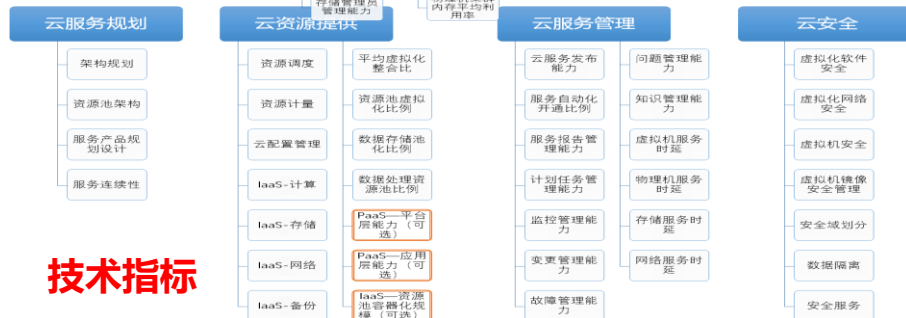 存储管理员
管理能力
物理机集群
内存平均利
用率
云服务规划
云资源提供
云服务管理
云安全
架构规划
资源池架构
服务产品规
划设计
服务连续性
资源调度
资源计量
云配置管理
IaaS-计算
IaaS-存储
IaaS-网络
IaaS-备份
平均虚拟化
整合比
资源池虚拟
化比例
数据存储池
化比例
数据处理资
源池比例
PaaS—平台
层能力（可
选）
PaaS—应用
层能力（可
选）
IaaS—资源
池容器化规
模（可选）
云服务发布
能力
服务自动化
开通比例
服务报告管
理能力
计划任务管
理能力
监控管理能
力
变更管理能
力
故障管理能
力
问题管理能
力
知识管理能
力
虚拟机服务
时延
物理机服务
时延
存储服务时
延
网络服务时
延
虚拟化软件
安全
虚拟化网络
安全
虚拟机安全
虚拟机镜像
安全管理
安全域划分
数据隔离
安全服务
技术指标